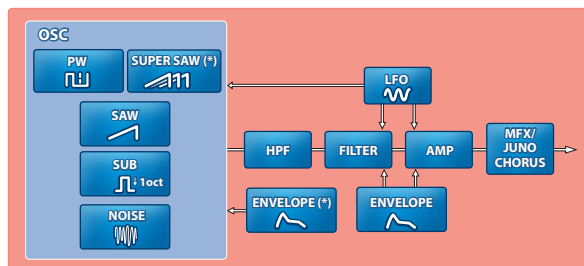 OSC
PW
SUPER SAW (*)
SAW
SUB
1oct
NOISE
LFO
HPF
FILTER
AMP
MFX/
JUNO
CHORUS
ENVELOPE (*)
ENVELOPE